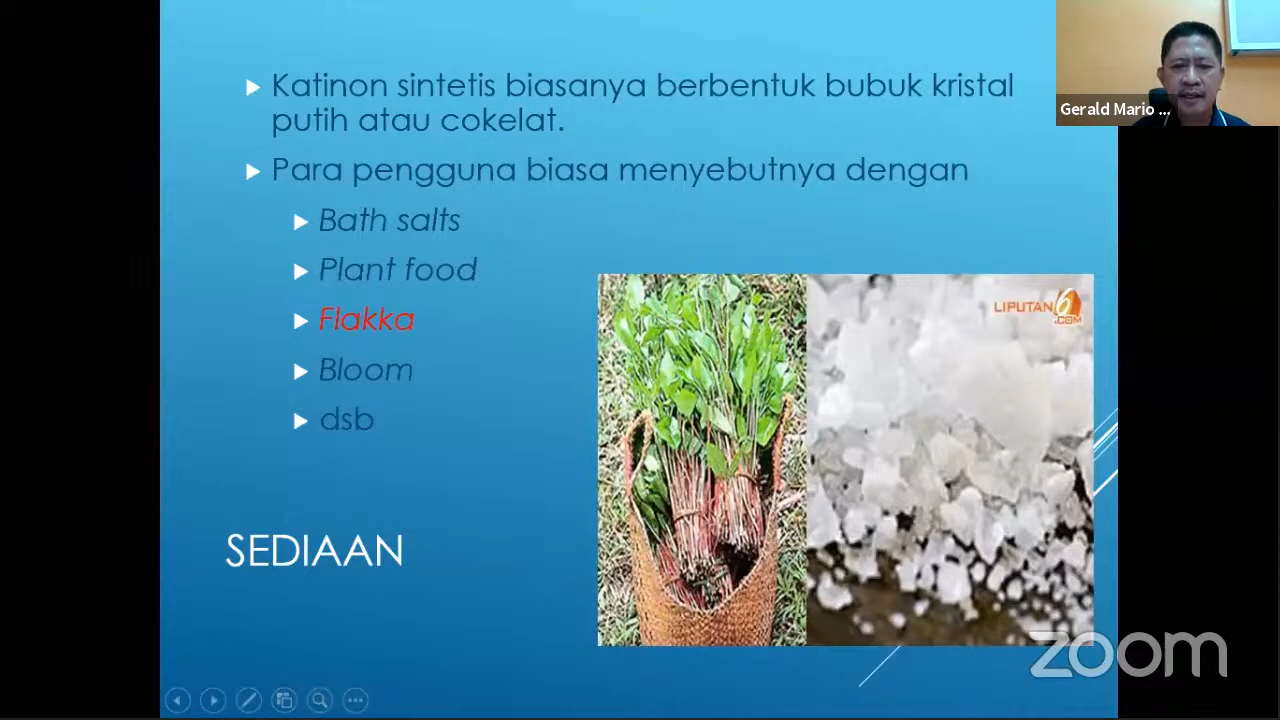 Katinon sintetis biasanya berbentuk bubuk kristal
putih atau cokelat.
Para pengguna biasa menyebutnya dengan
Bath salts
Plant food
Flakka
Bloom
dsb
SEDIAAN
LIPUTAN6
.COM
Gerald Mario ...
zoom